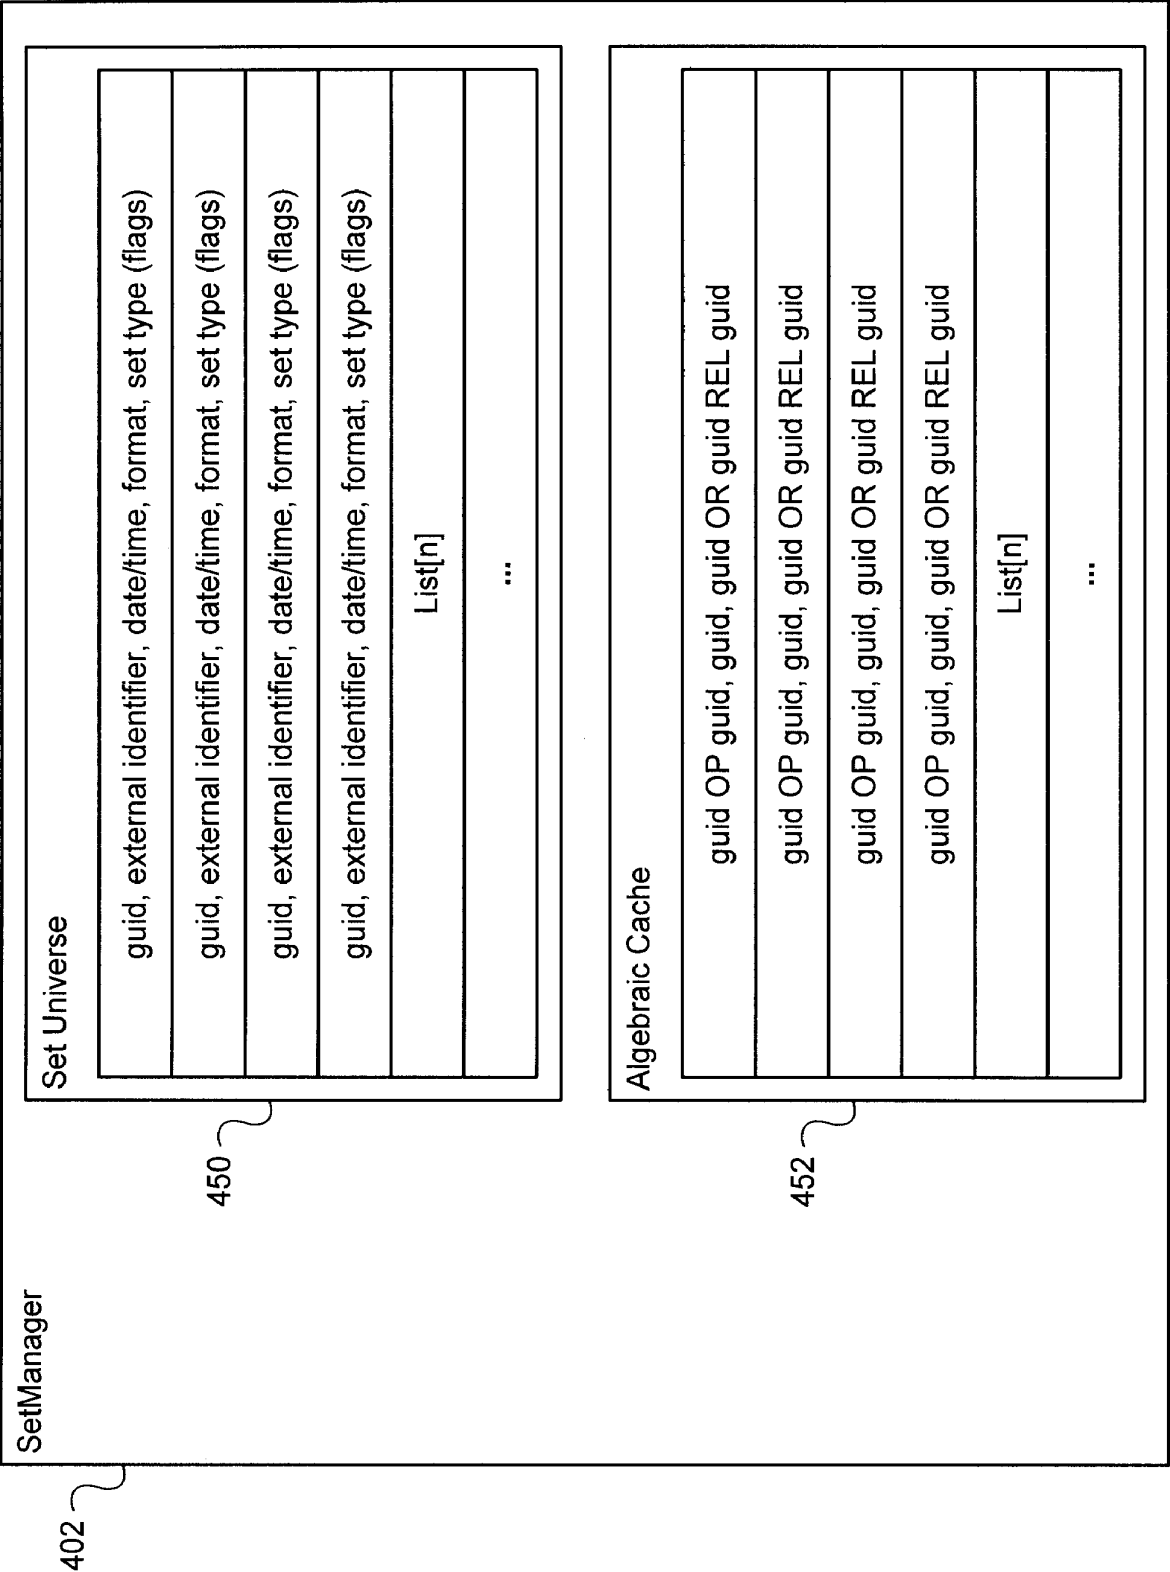 402
SetManager
450
Set Universe
guid, external identifier, date/time, format, set type (flags)
guid, external identifier, date/time, format, set type (flags)
guid, external identifier, date/time, format, set type (flags)
guid, external identifier, date/time, format, set type (flags)
List[n]
...
452
Algebraic Cache
guid OP guid, guid, guid OR guid REL guid
guid OP guid, guid, guid OR guid REL guid
guid OP guid, guid, guid OR guid REL guid
guid OP guid, guid, guid OR guid REL guid
List[n]
...